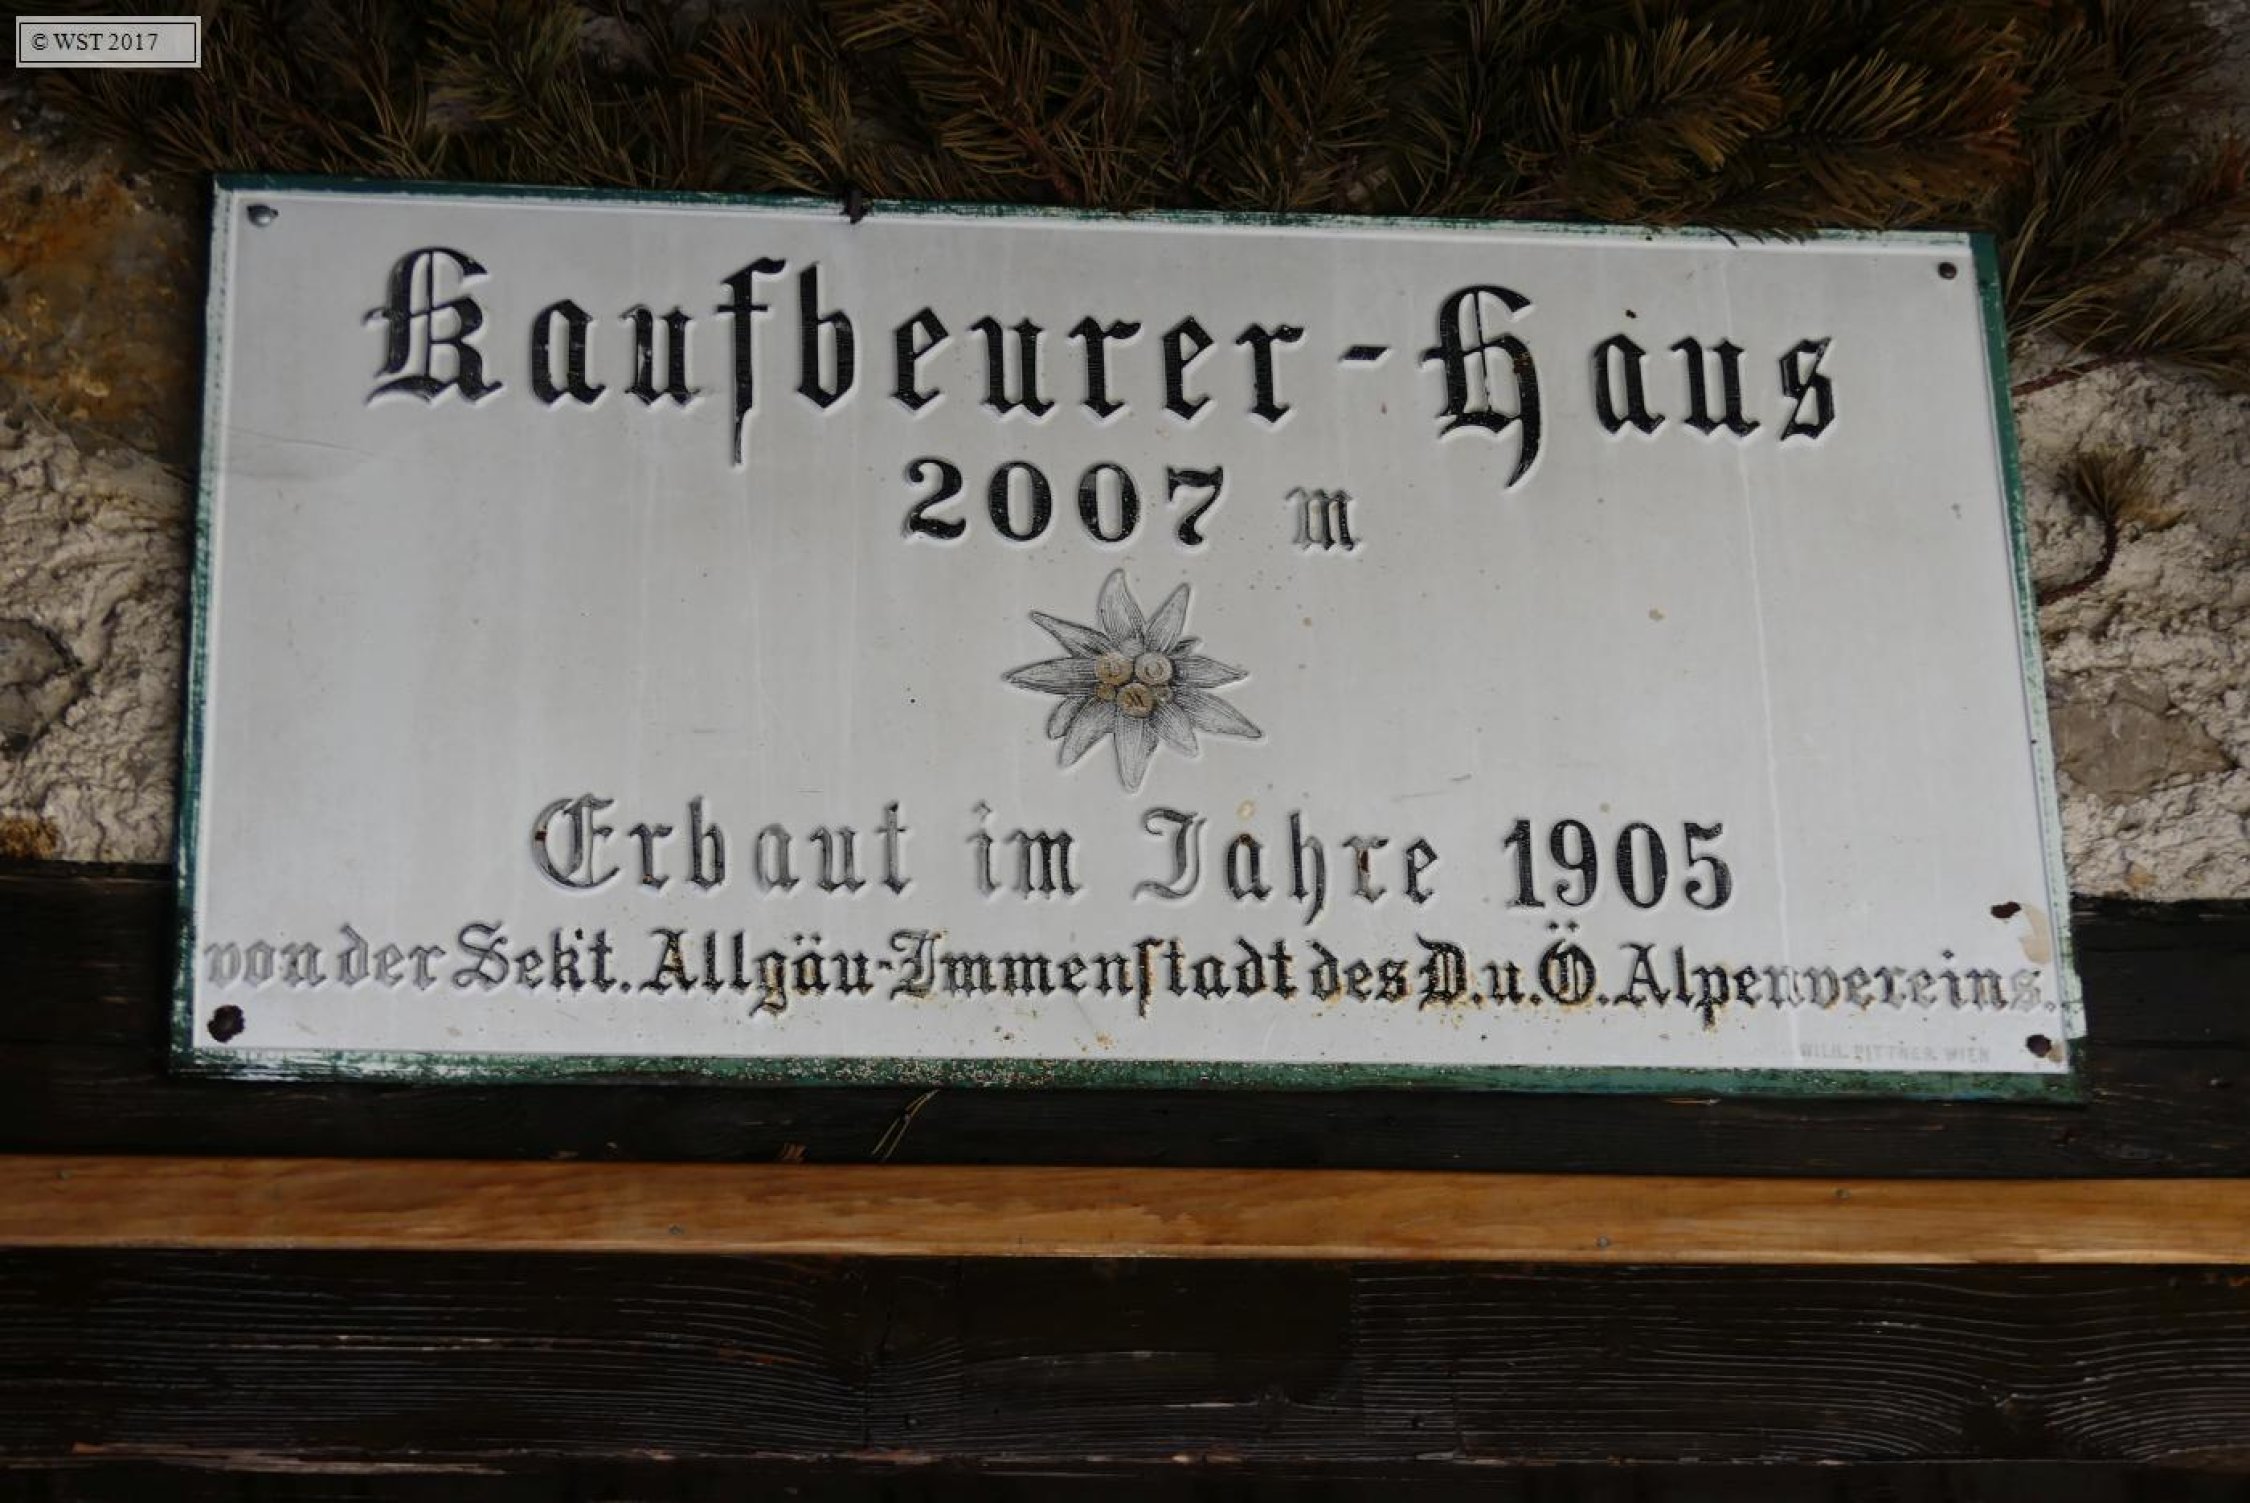 © WST 2017
Kaufbeurer-Haus
2007 m
Erbaut im Jahre 1905
von der Sekt. Allgäu-Immenstadt des D. u. Ö. Alpenvereins.
WILH. PITTNER. WIEN